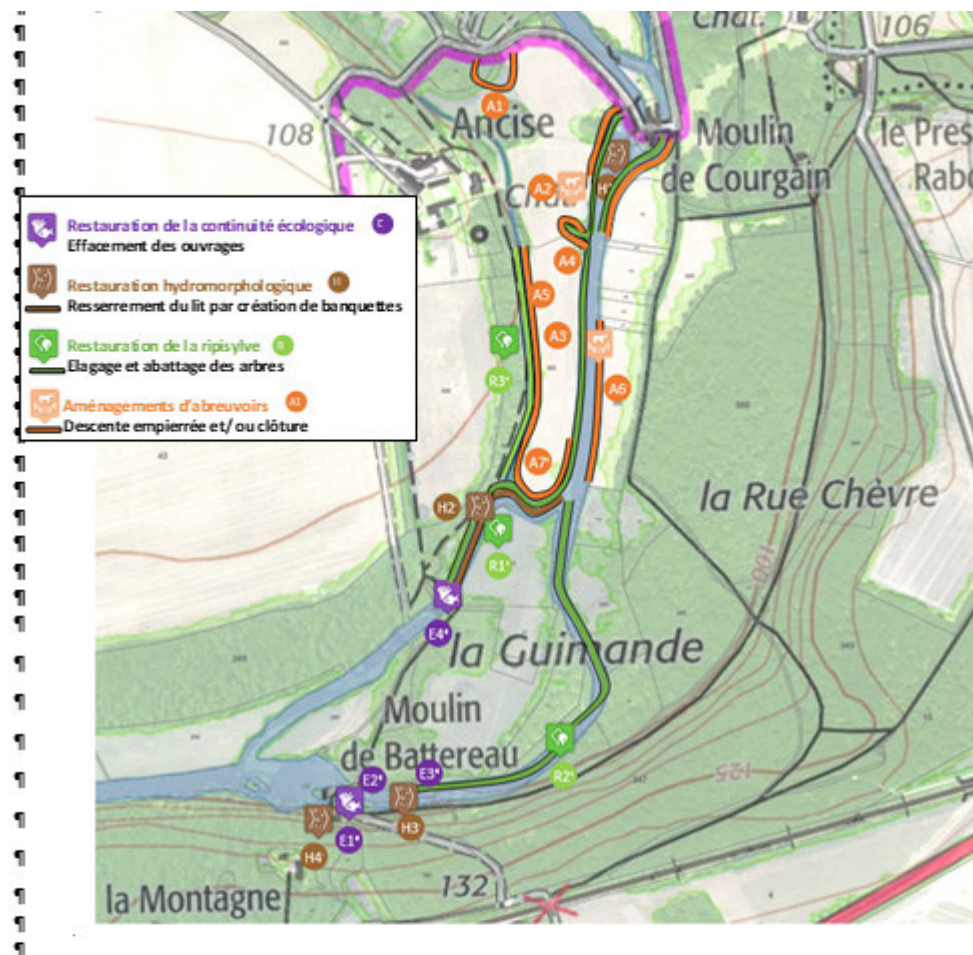 Chat.
106
A1
Ancise
108
Moulin
de Courgain
le Pres
Rabo
A2
H1
A4
Restauration de la continuité écologique E
Effacement des ouvrages
Restauration hydromorphologique H
Resserrement du lit par création de banquettes
Restauration de la ripisylve R
Elagage et abattage des arbres
Aménagements d'abreuvoirs A1
Descente empierrée et/ ou clôture
A5
A3
R3*
A6
A7*
H2
R1*
la Rue Chèvre
100
E4*
la Guimande
Moulin
de Battereau
E2*
E3*
R2*
125
E1*
H3
H4
la Montagne
132